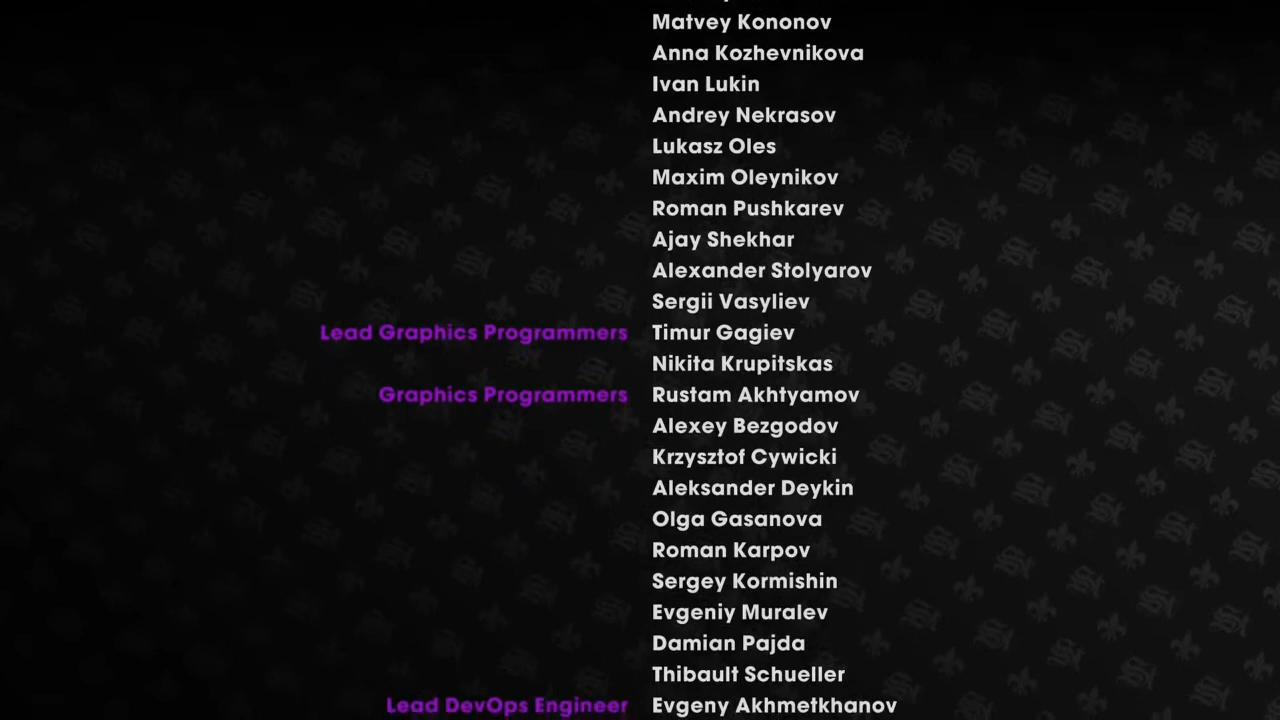 Matvey Kononov
Anna Kozhevnikova
Ivan Lukin
Andrey Nekrasov
Lukasz Oles
Maxim Oleynikov
Roman Pushkarev
Ajay Shekhar
Alexander Stolyarov
Sergii Vasyliev
Lead Graphics Programmers Timur Gagiev
Nikita Krupitskas
Graphics Programmers Rustam Akhtyamov
Alexey Bezgodov
Krzysztof Cywicki
Aleksander Deykin
Olga Gasanova
Roman Karpov
Sergey Kormishin
Evgeniy Muralev
Damian Pajda
Thibault Schueller
Lead DevOps Engineer Evgeny Akhmetkhanov